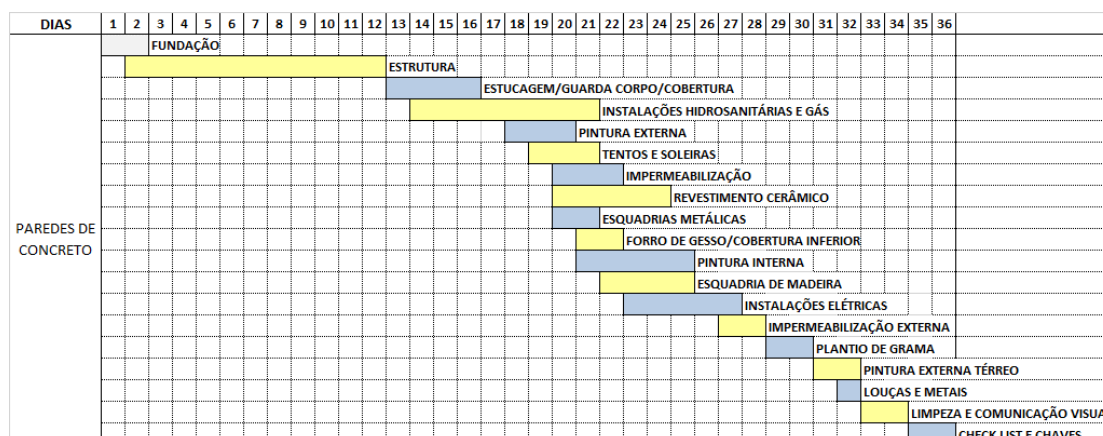 DIAS 1 2 3 4 5 6 7 8 9 10 11 12 13 14 15 16 17 18 19 20 21 22 23 24 25 26 27 28 29 30 31 32 33 34 35 36
FUNDAÇÃO
ESTRUTURA
ESTUCAGEM/GUARDA CORPO/COBERTURA
INSTALAÇÕES HIDROSANITÁRIAS E GÁS
PINTURA EXTERNA
TENTOS E SOLEIRAS
IMPERMEABILIZAÇÃO
REVESTIMENTO CERÂMICO
PAREDES DE
CONCRETO
ESQUADRIAS METÁLICAS
FORRO DE GESSO/COBERTURA INFERIOR
PINTURA INTERNA
ESQUADRIA DE MADEIRA
INSTALAÇÕES ELÉTRICAS
IMPERMEABILIZAÇÃO EXTERNA
PLANTIO DE GRAMA
PINTURA EXTERNA TÉRREO
LOUÇAS E METAIS
LIMPEZA E COMUNICAÇÃO VISUA
CHECK LIST E CHAVES